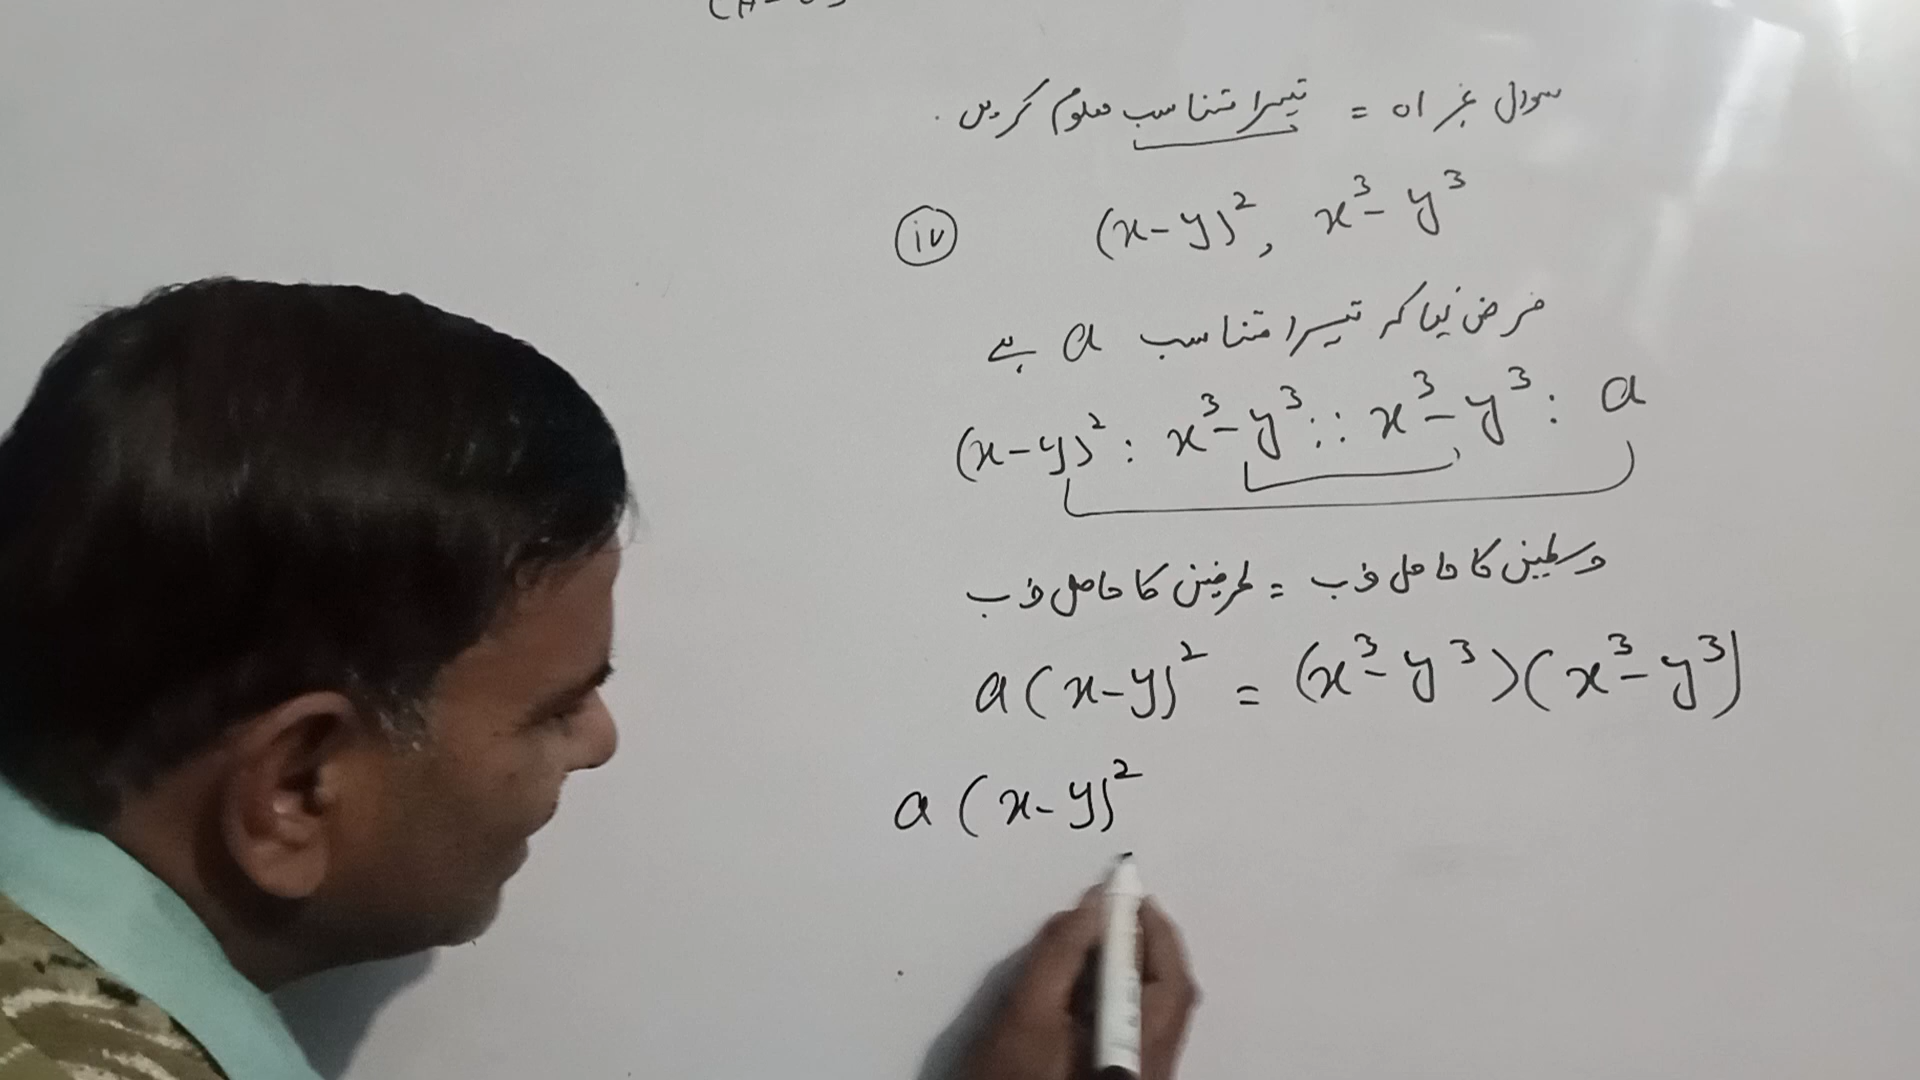 سوال نمبر 01 = تیسرا متناسب معلوم کریں۔
(iv) (x-y)², x³-y³
فرض کیا کہ تیسرا متناسب a ہے
(x-y)² : x³-y³ :: x³-y³ : a
وسطین کا حاصل ضرب = طرفین کا حاصل ضرب
a(x-y)² = (x³-y³)(x³-y³)
a(x-y)²